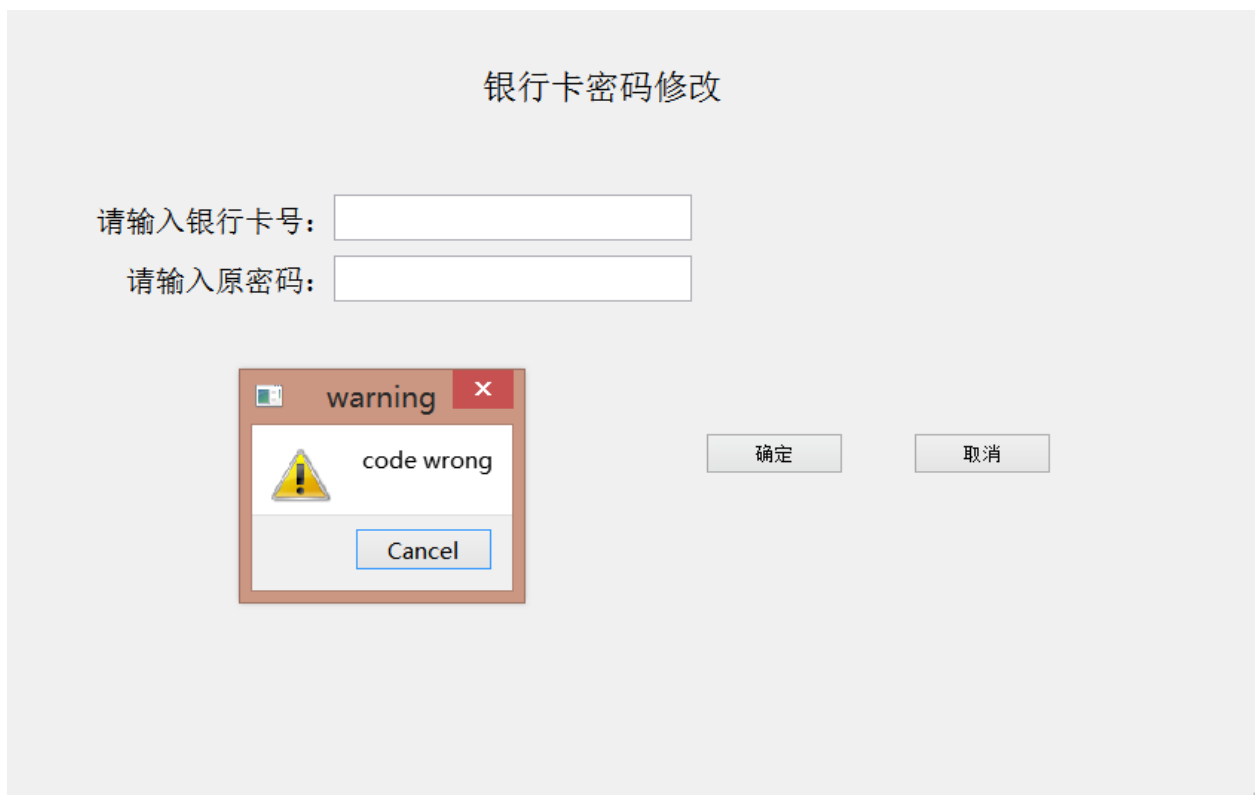 银行卡密码修改
请输入银行卡号：
请输入原密码：
warning
code wrong
Cancel
确定
取消